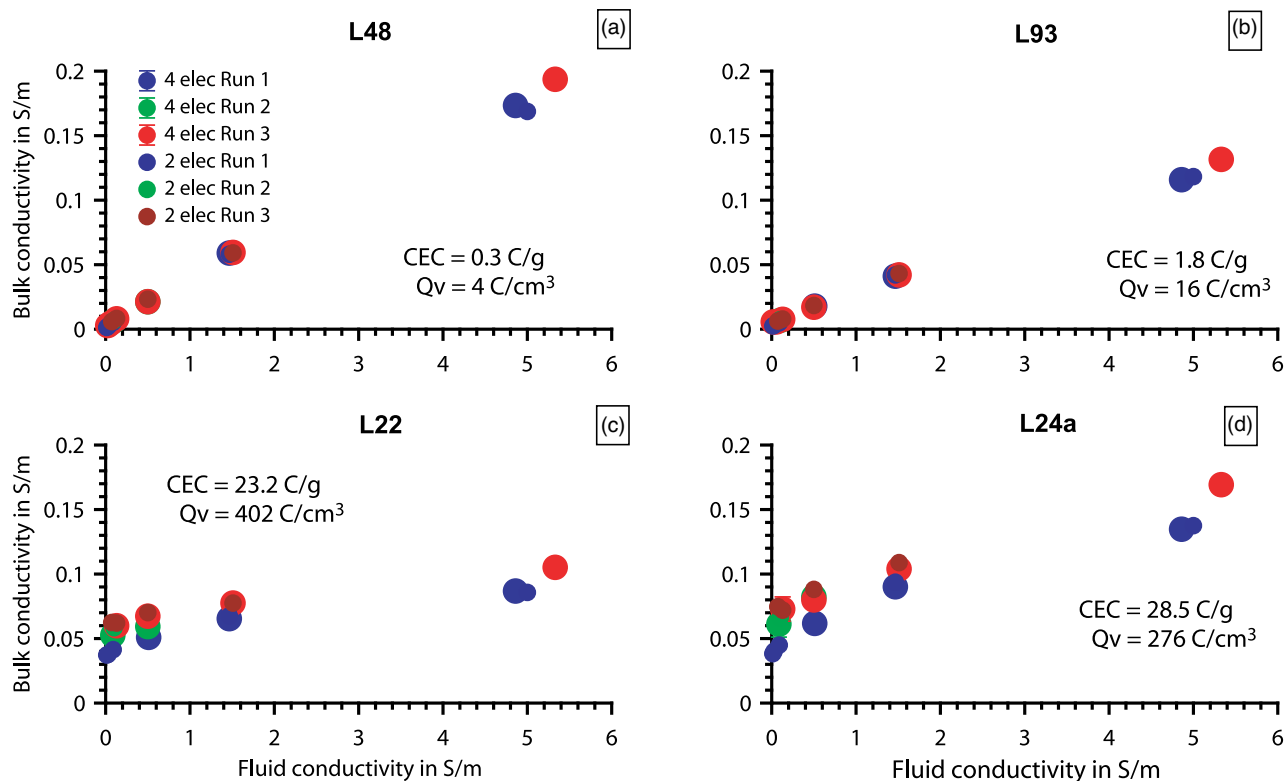 L48
(a)
Bulk conductivity in S/m
0.2
0.15
0.1
0.05
0
4 elec Run 1
4 elec Run 2
4 elec Run 3
2 elec Run 1
2 elec Run 2
2 elec Run 3
CEC = 0.3 C/g
Qv = 4 C/cm³
0 1 2 3 4 5 6
L93
(b)
0.2
0.15
0.1
0.05
0
CEC = 1.8 C/g
Qv = 16 C/cm³
0 1 2 3 4 5 6
L22
(c)
Bulk conductivity in S/m
0.2
0.15
0.1
0.05
0
CEC = 23.2 C/g
Qv = 402 C/cm³
0 1 2 3 4 5 6
Fluid conductivity in S/m
L24a
(d)
0.2
0.15
0.1
0.05
0
CEC = 28.5 C/g
Qv = 276 C/cm³
0 1 2 3 4 5 6
Fluid conductivity in S/m